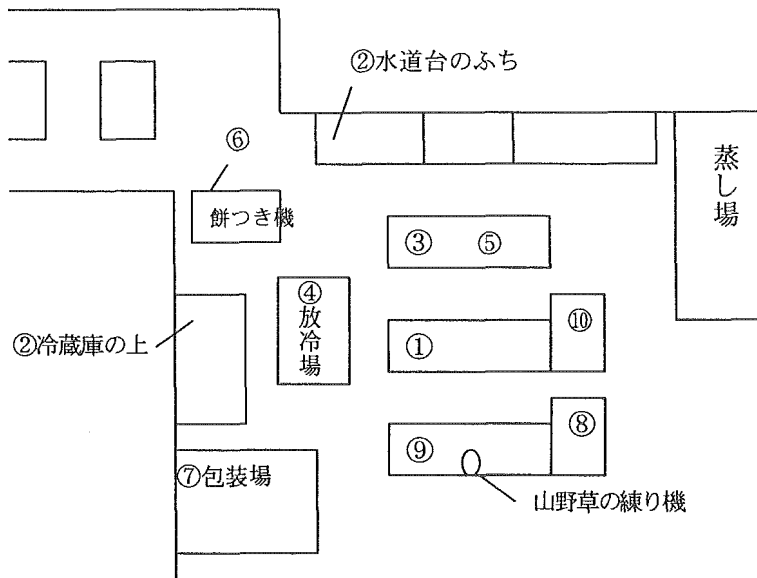 ②水道台のふち
⑥
餅つき機
蒸し場
③ ⑤
④放冷場
⑩
②冷蔵庫の上
①
⑧
⑨
⑦包装場
山野草の練り機